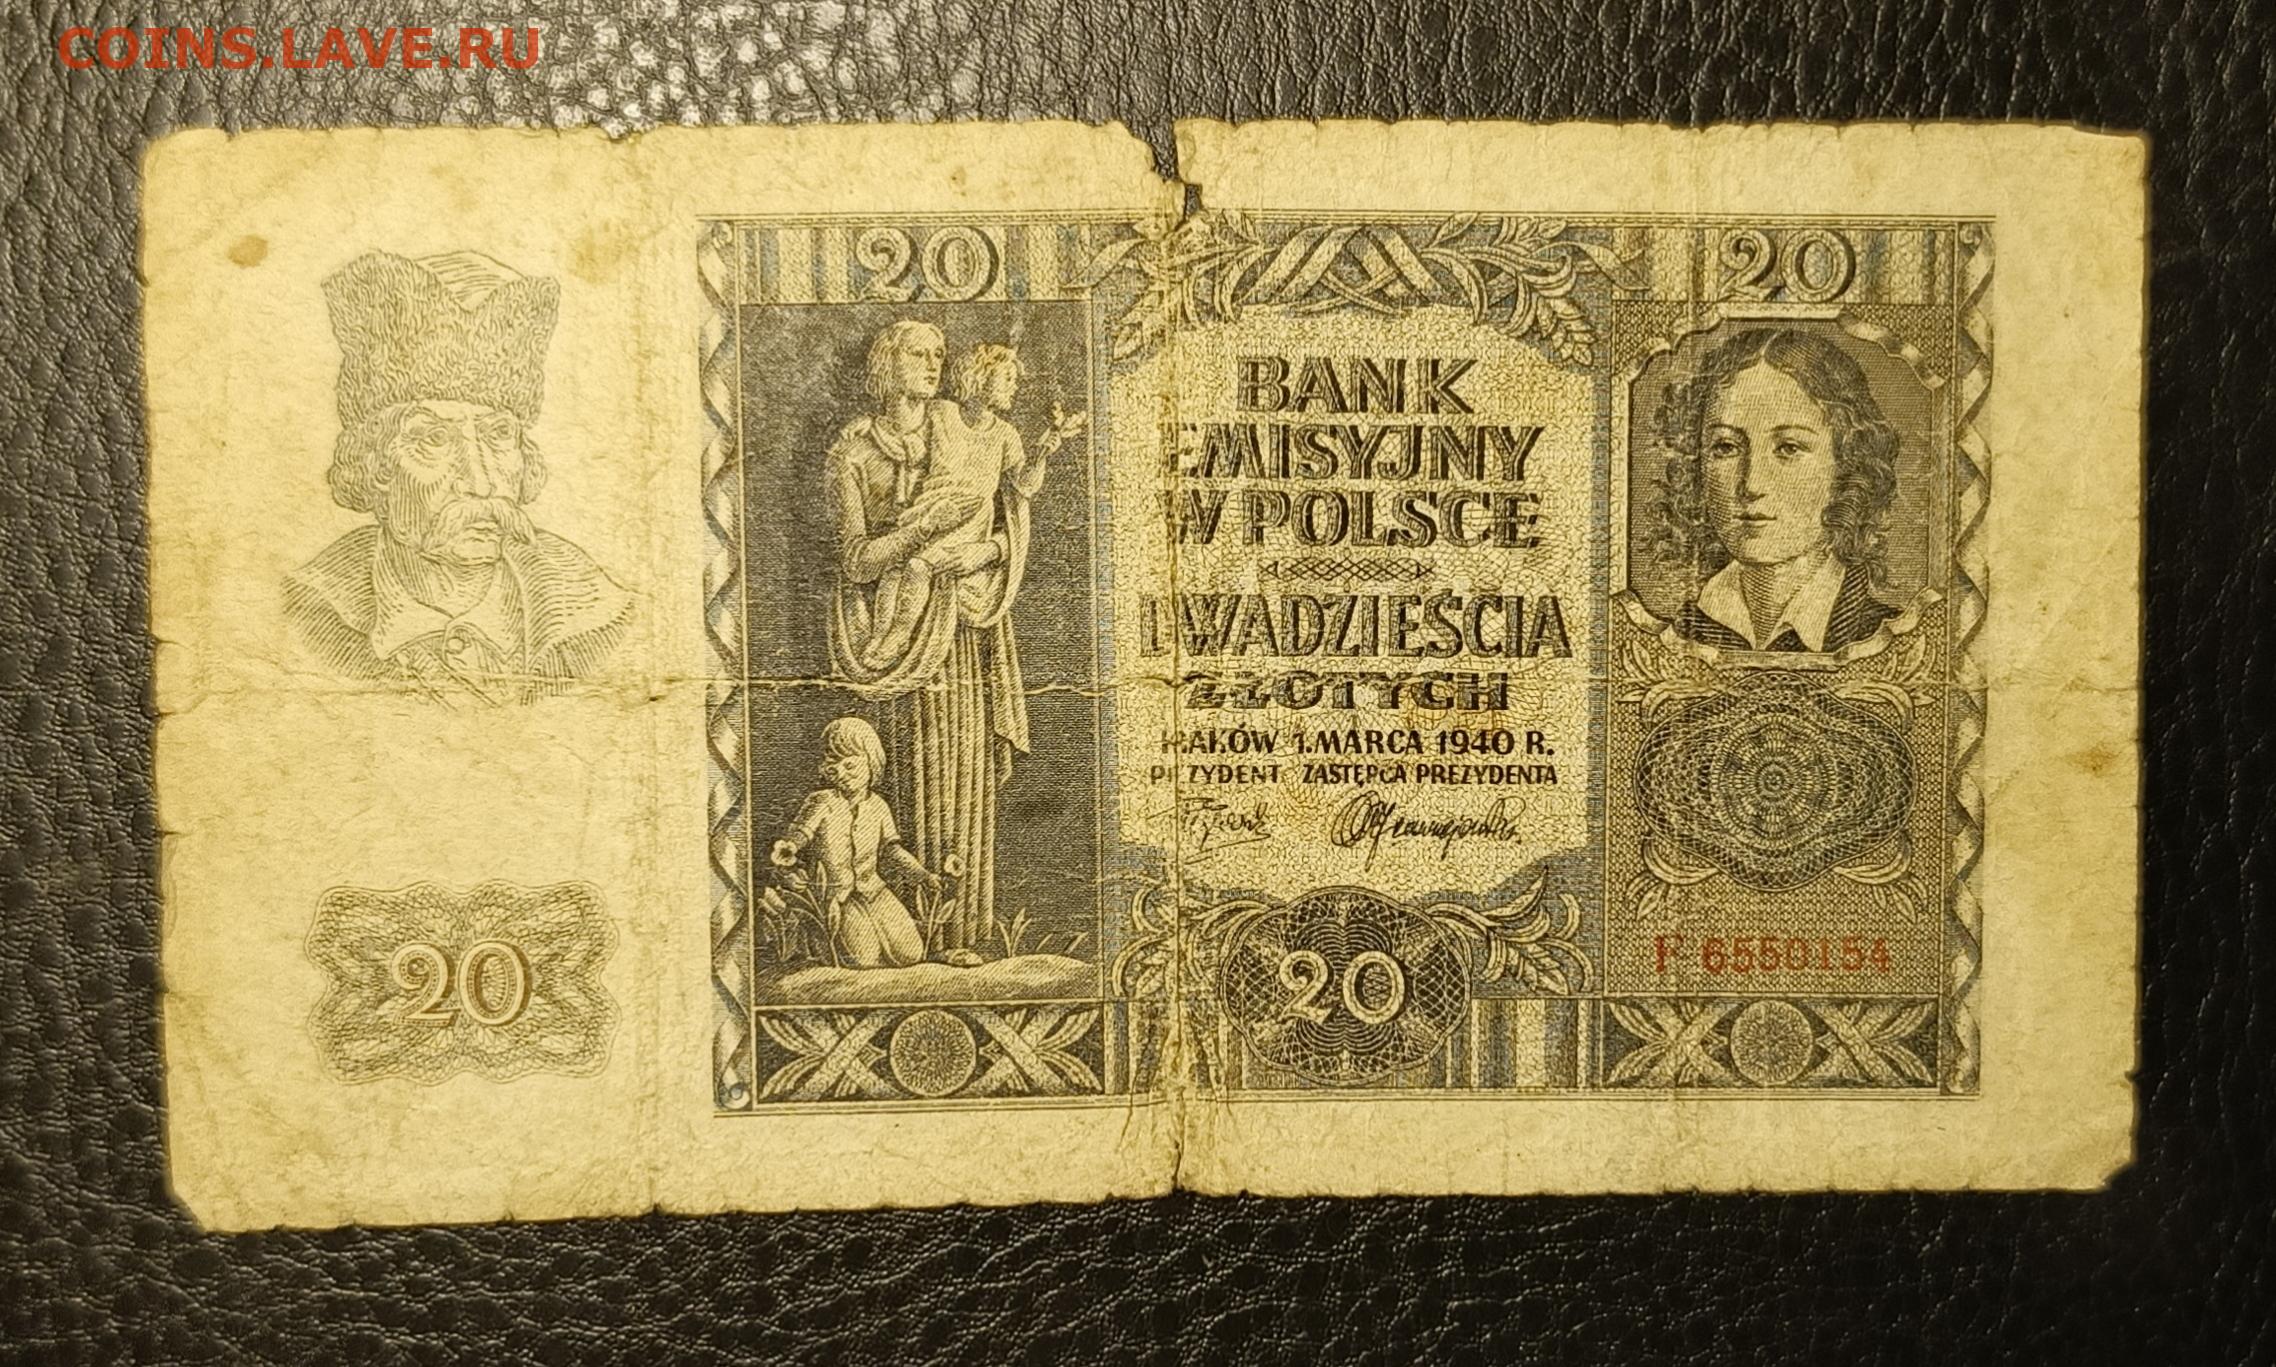 COINS.LAVE.RU
20
20
BANK
EMISYJNY
W POLSCE
DWADZIEŚCIA
ZŁOTYCH
KRAKÓW 1. MARCA 1940 R.
PREZYDENT ZASTĘPCA PREZYDENTA
20
20
F 6550154